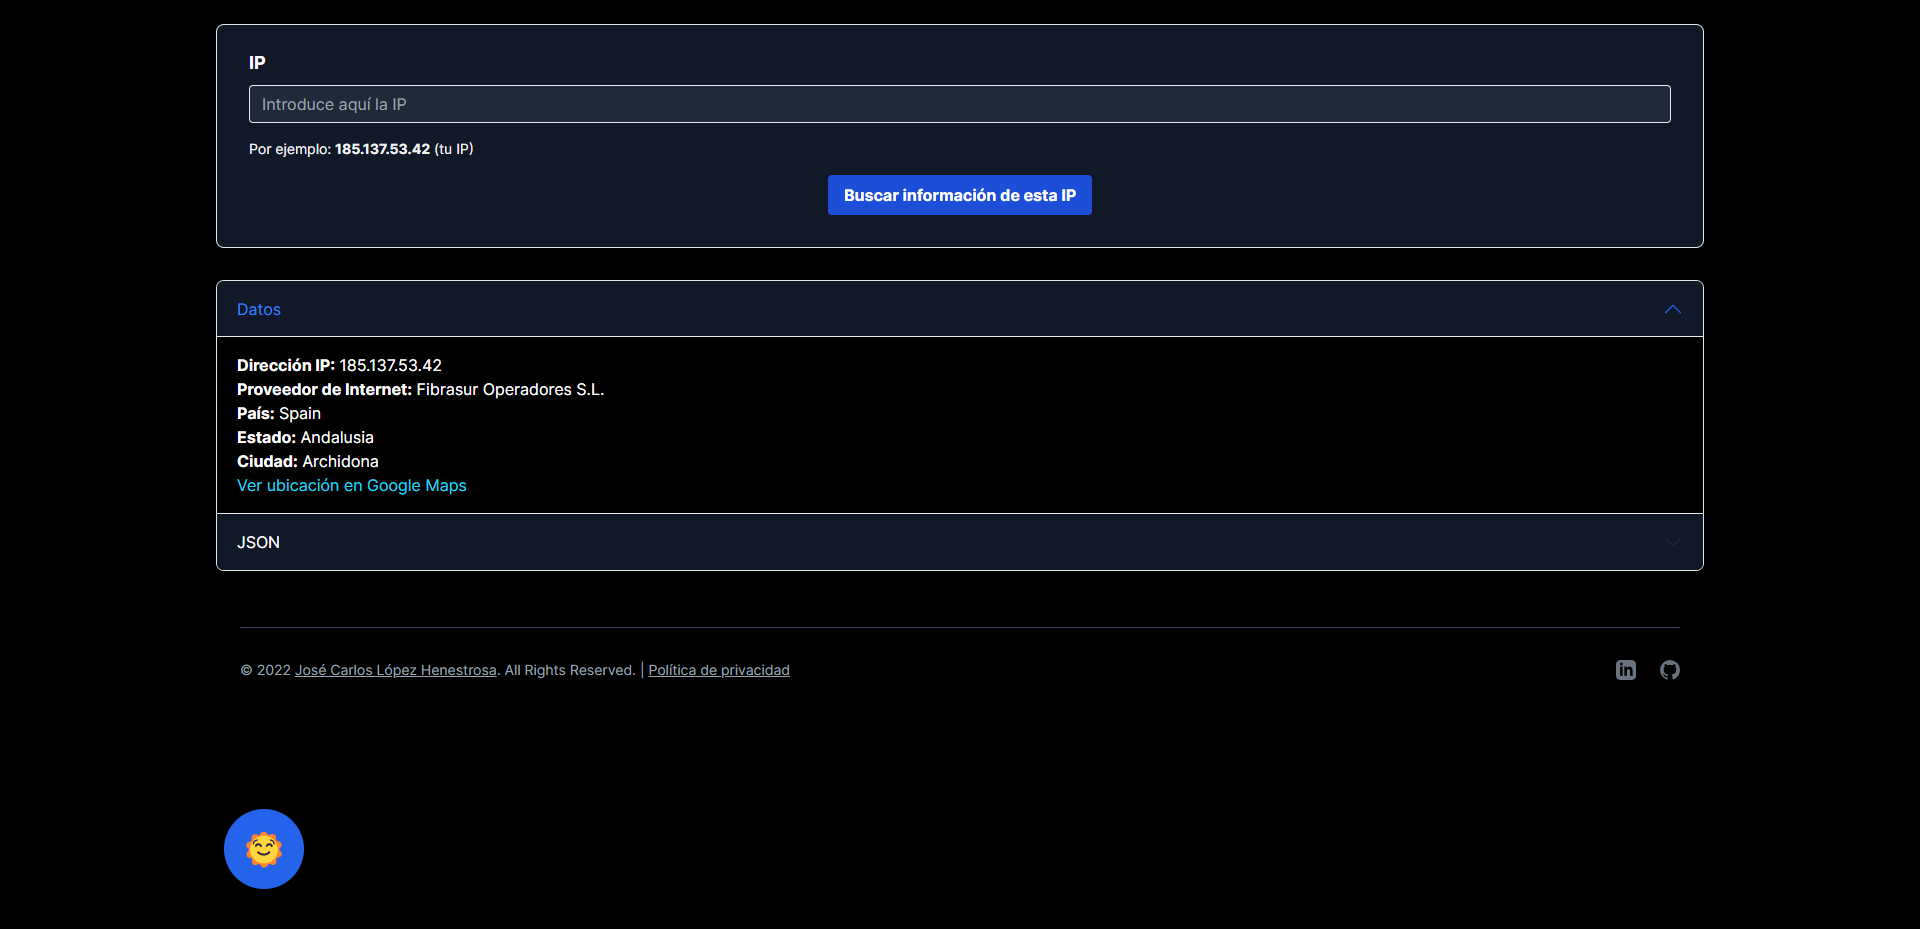 IP
Introduce aquí la IP
Por ejemplo: 185.137.53.42 (tu IP)
Buscar información de esta IP
Datos
Dirección IP: 185.137.53.42
Proveedor de Internet: Fibrasur Operadores S.L.
País: Spain
Estado: Andalusia
Ciudad: Archidona
Ver ubicación en Google Maps
JSON
© 2022 José Carlos López Henestrosa. All Rights Reserved. | Política de privacidad
in